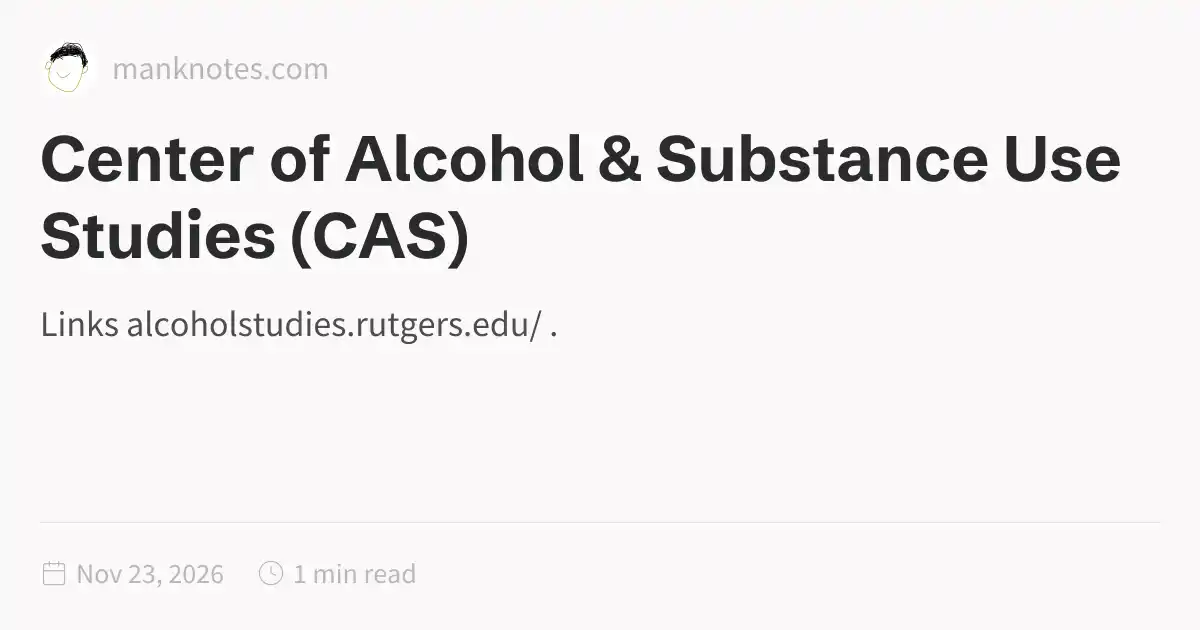 manknotes.com
Center of Alcohol & Substance Use
Studies (CAS)
Links alcoholstudies.rutgers.edu/ .
Nov 23, 2026 1 min read